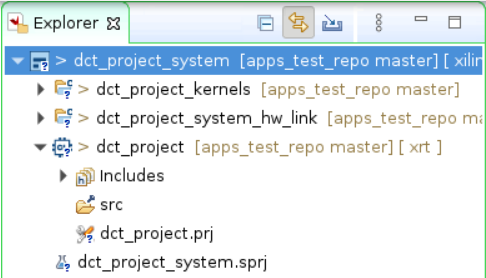 Explorer
> dct_project_system [apps_test_repo master] [ xilin
> dct_project_kernels [apps_test_repo master]
> dct_project_system_hw_link [apps_test_repo ma
> dct_project [apps_test_repo master] [ xrt ]
Includes
src
dct_project.prj
dct_project_system.sprj